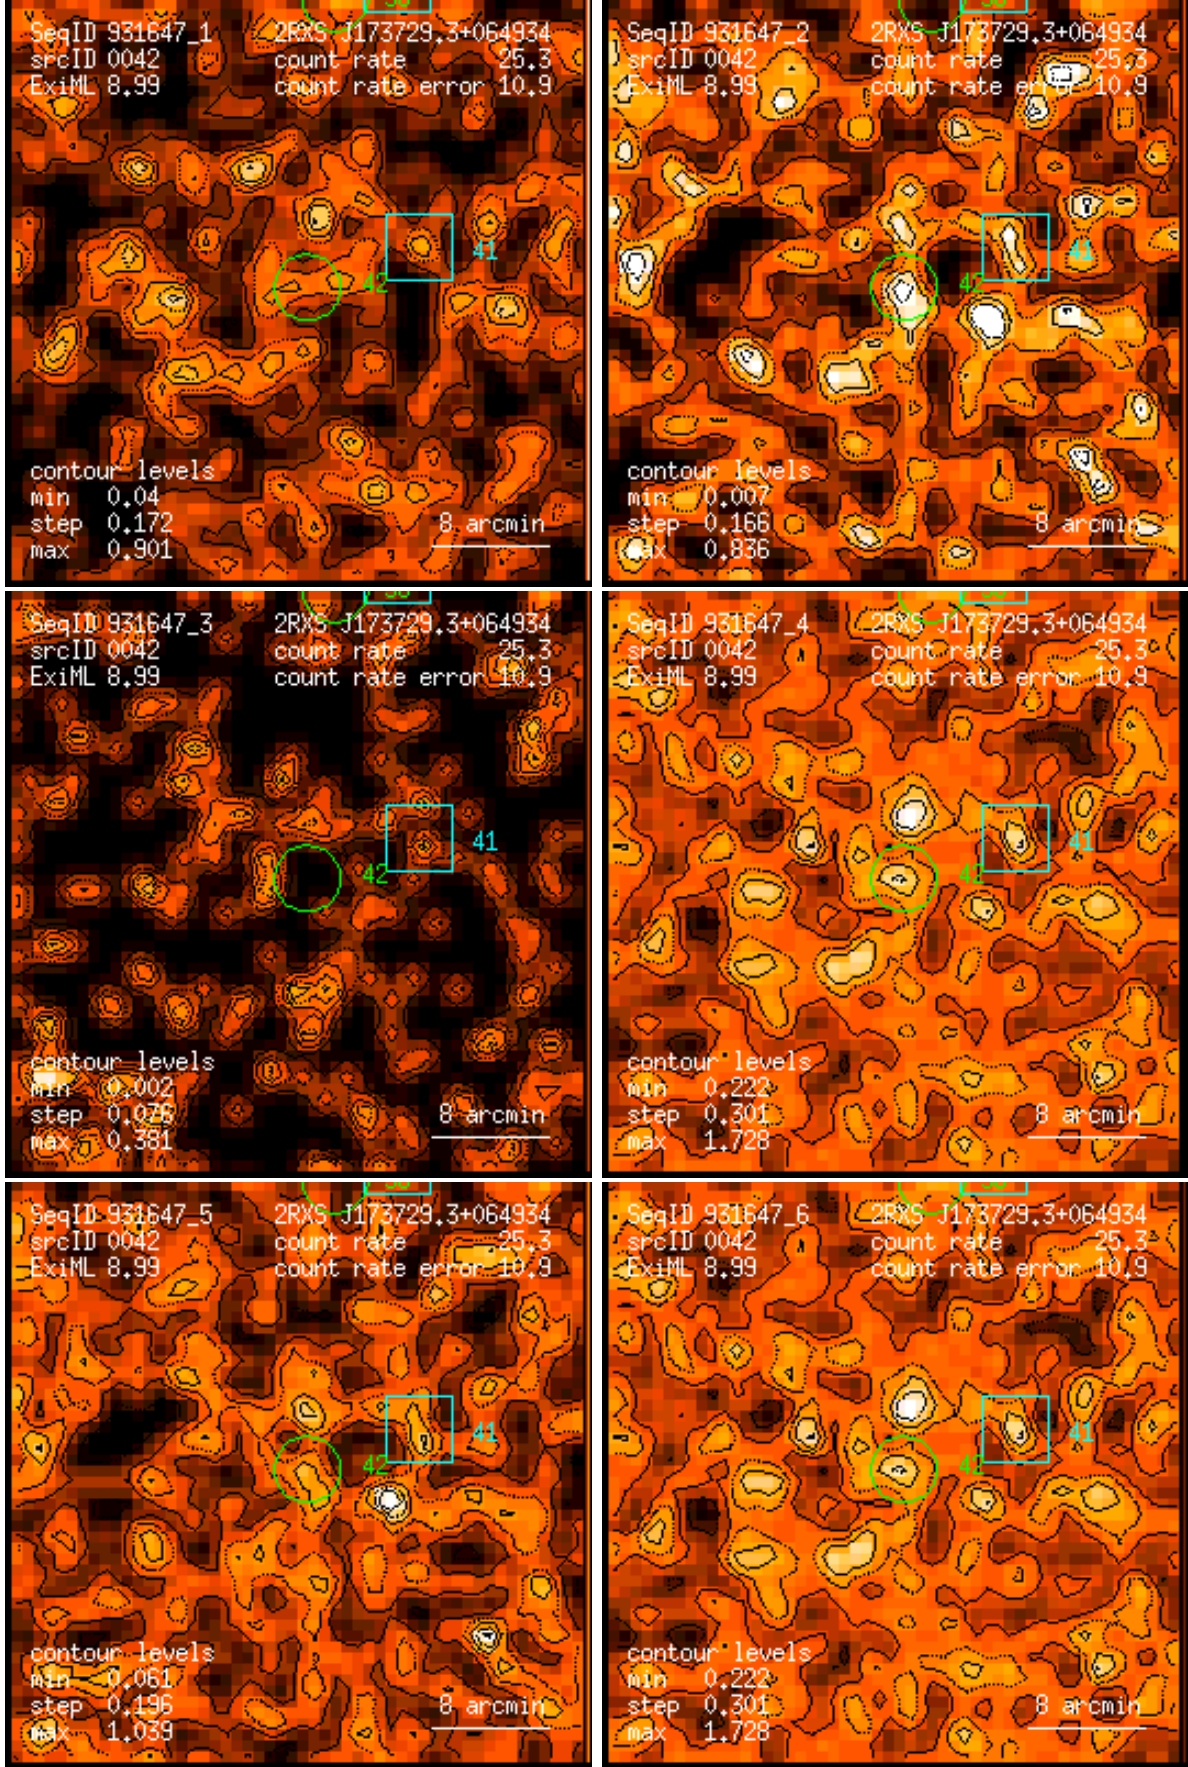 38
SeqID 931647_1 2RXS J173729.3+064934
srcID 0042 count rate 25.3
ExiML 8.99 count rate error 10.9
41
42
contour levels
min 0.04
step 0.172 8 arcmin
max 0.901
38
SeqID 931647_2 2RXS J173729.3+064934
srcID 0042 count rate 25.3
ExiML 8.99 count rate error 10.9
41
42
contour levels
min 0.007
step 0.166 8 arcmin
max 0.836
38
SeqID 931647_3 2RXS J173729.3+064934
srcID 0042 count rate 25.3
ExiML 8.99 count rate error 10.9
41
42
contour levels
min 0.002
step 0.076 8 arcmin
max 0.381
38
SeqID 931647_4 2RXS J173729.3+064934
srcID 0042 count rate 25.3
ExiML 8.99 count rate error 10.9
41
42
contour levels
min 0.222
step 0.301 8 arcmin
max 1.728
38
SeqID 931647_5 2RXS J173729.3+064934
srcID 0042 count rate 25.3
ExiML 8.99 count rate error 10.9
41
42
contour levels
min 0.061
step 0.196 8 arcmin
max 1.039
38
SeqID 931647_6 2RXS J173729.3+064934
srcID 0042 count rate 25.3
ExiML 8.99 count rate error 10.9
41
42
contour levels
min 0.222
step 0.301 8 arcmin
max 1.728